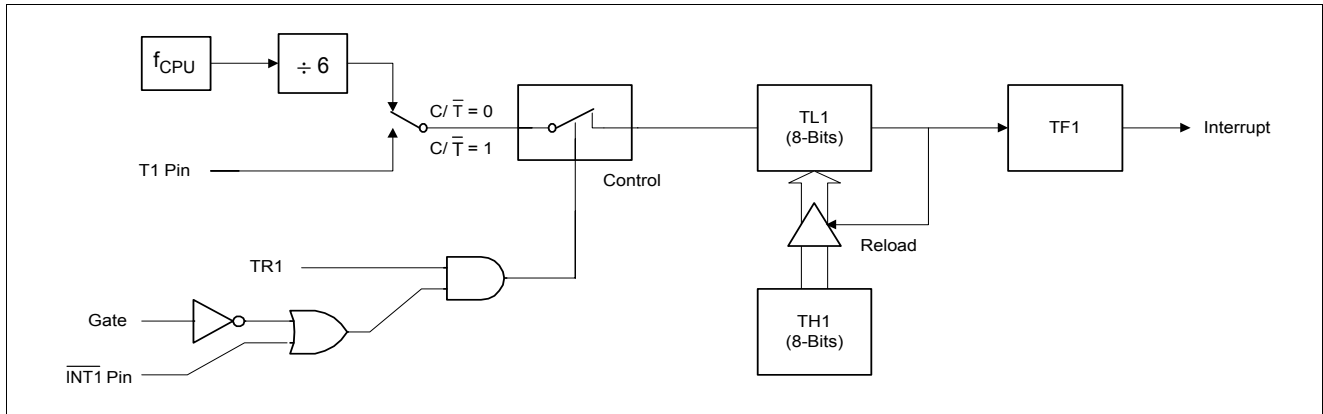 fCPU
÷ 6
C/ T̅ = 0
C/ T̅ = 1
T1 Pin
Control
TL1
(8-Bits)
TF1
Interrupt
Reload
TR1
Gate
I̅N̅T̅1̅ Pin
TH1
(8-Bits)